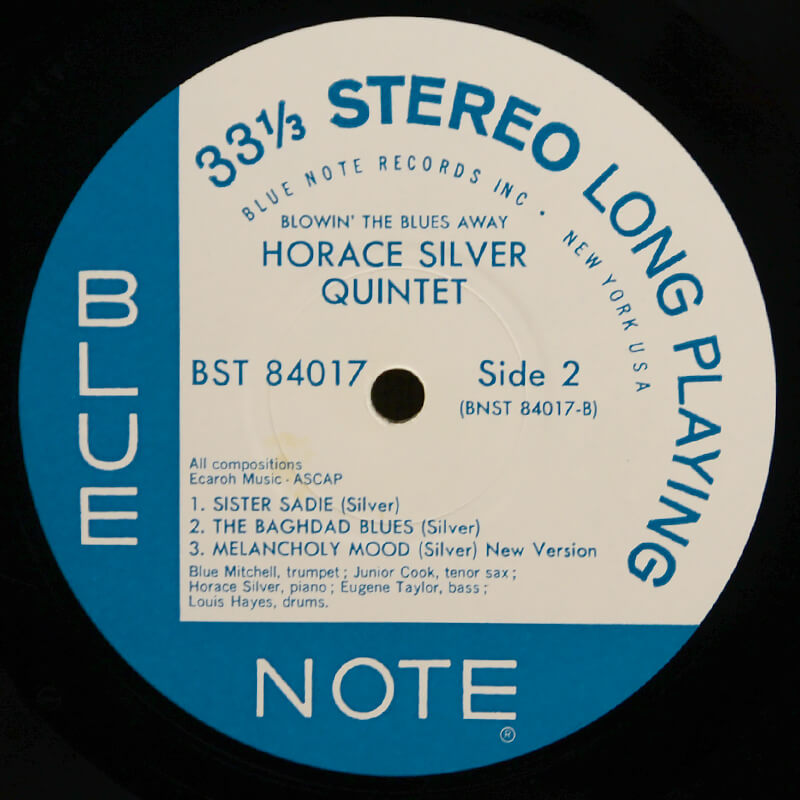 33⅓ STEREO LONG PLAYING
BLUE NOTE RECORDS INC · NEW YORK USA
BLOWIN' THE BLUES AWAY
HORACE SILVER
QUINTET
BST 84017
Side 2
(BNST 84017-B)
All compositions
Ecaroh Music · ASCAP
1. SISTER SADIE (Silver)
2. THE BAGHDAD BLUES (Silver)
3. MELANCHOLY MOOD (Silver) New Version
Blue Mitchell, trumpet ; Junior Cook, tenor sax ;
Horace Silver, piano ; Eugene Taylor, bass ;
Louis Hayes, drums.
BLUE
NOTE
®